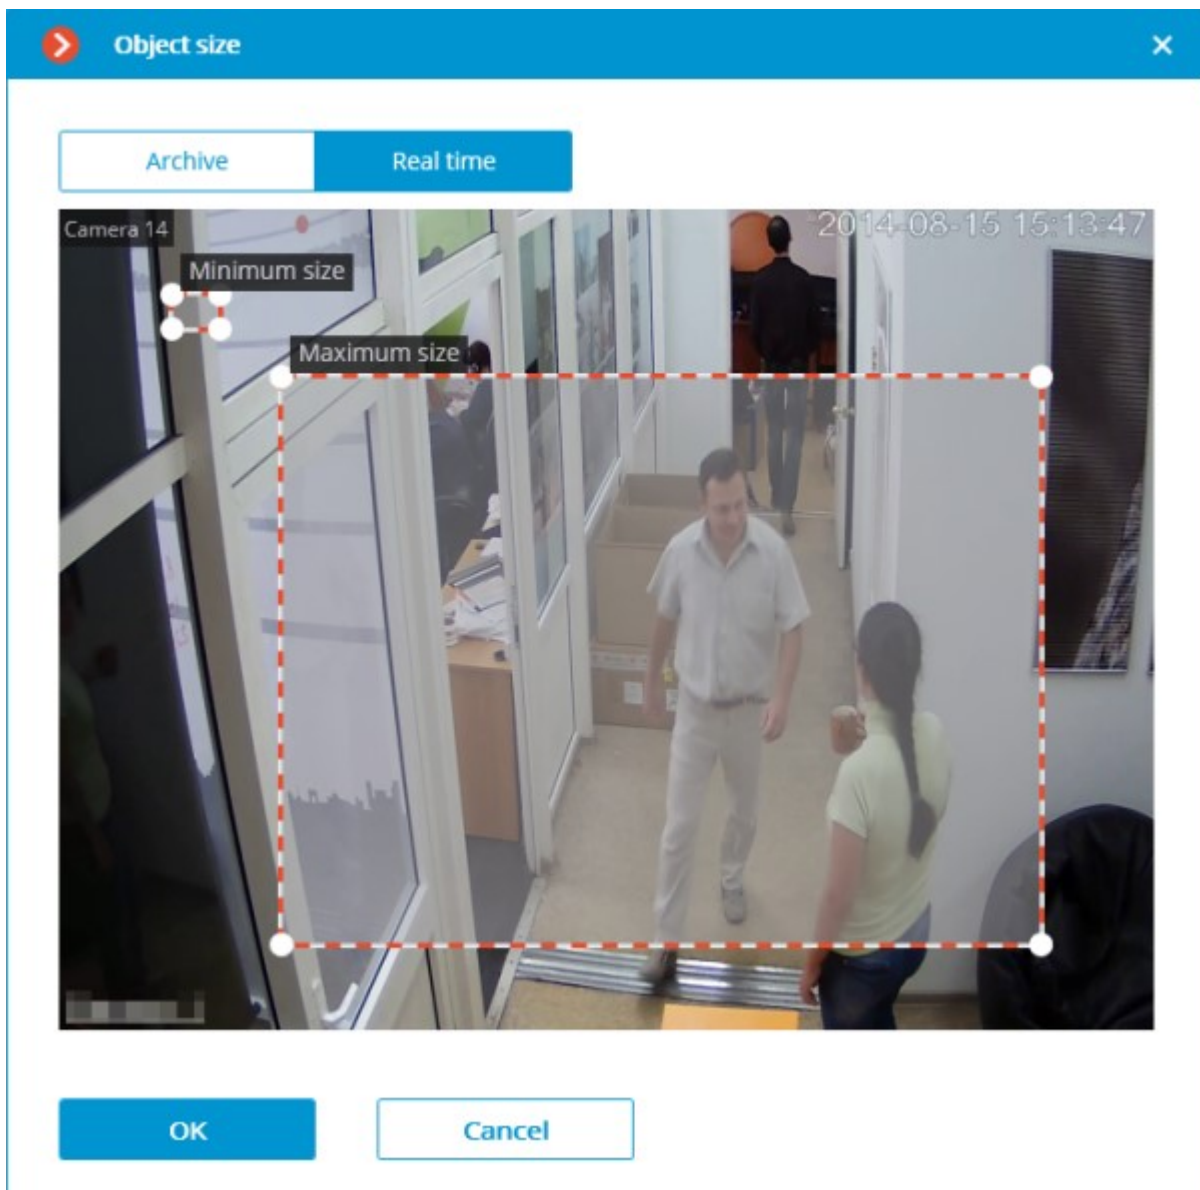 Object size
Archive
Real time
Camera 14
2014-08-15 15:13:47
Minimum size
Maximum size
OK
Cancel